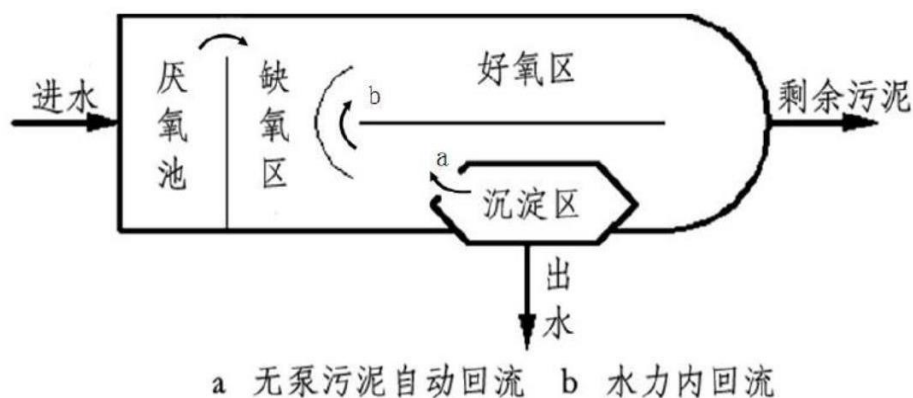 进水
厌氧池
缺氧区
b
好氧区
剩余污泥
a
沉淀区
出水
a 无泵污泥自动回流 b 水力内回流